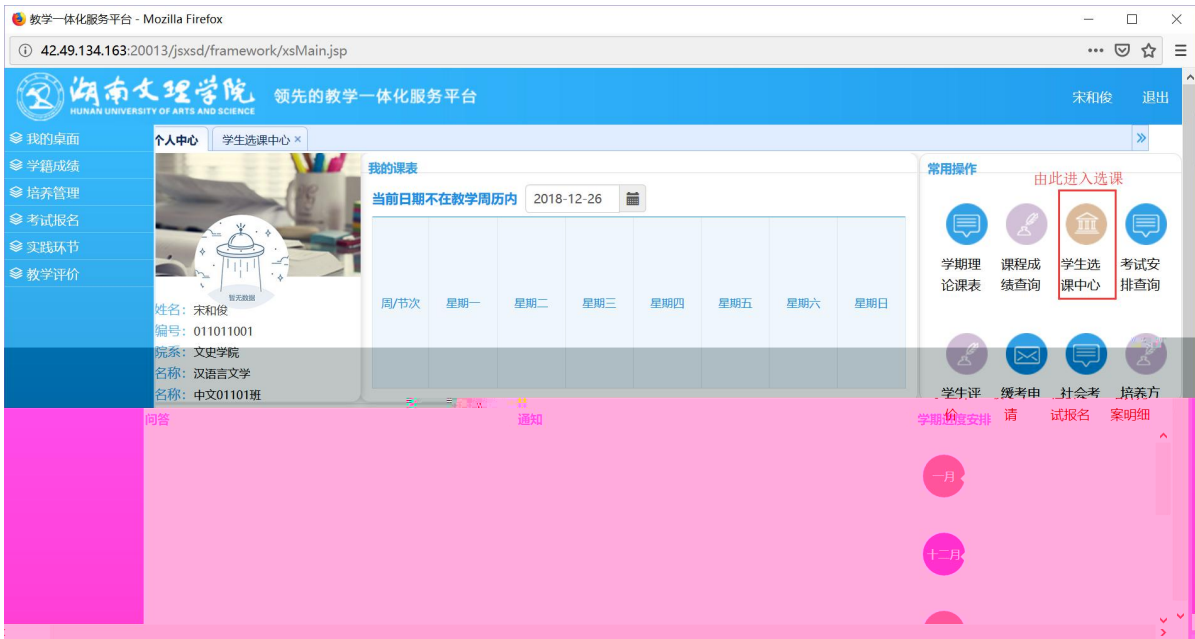 教学一体化服务平台 - Mozilla Firefox
42.49.134.163:20013/jsxsd/framework/xsMain.jsp
湖南文理学院
HUNAN UNIVERSITY OF ARTS AND SCIENCE
领先的教学一体化服务平台
宋和俊 退出
我的桌面
学籍成绩
培养管理
考试报名
实践环节
教学评价
个人中心 学生选课中心 ×
暂无数据
姓名：宋和俊
编号：011011001
院系：文史学院
名称：汉语言文学
名称：中文01101班
我的课表
当前日期不在教学周历内 2018-12-26
周/节次 星期一 星期二 星期三 星期四 星期五 星期六 星期日
常用操作
由此进入选课
学期理论课表
课程成绩查询
学生选课中心
考试安排查询
学生评价
缓考申请
社会考试报名
培养方案明细
问答
通知
学期进度安排
一月
十二月